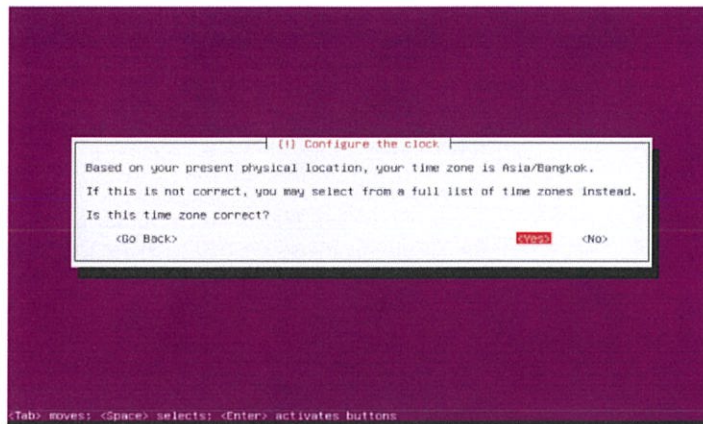 [!] Configure the clock
Based on your present physical location, your time zone is Asia/Bangkok.
If this is not correct, you may select from a full list of time zones instead.
Is this time zone correct?
<Go Back> <Yes> <No>
<Tab> moves; <Space> selects; <Enter> activates buttons